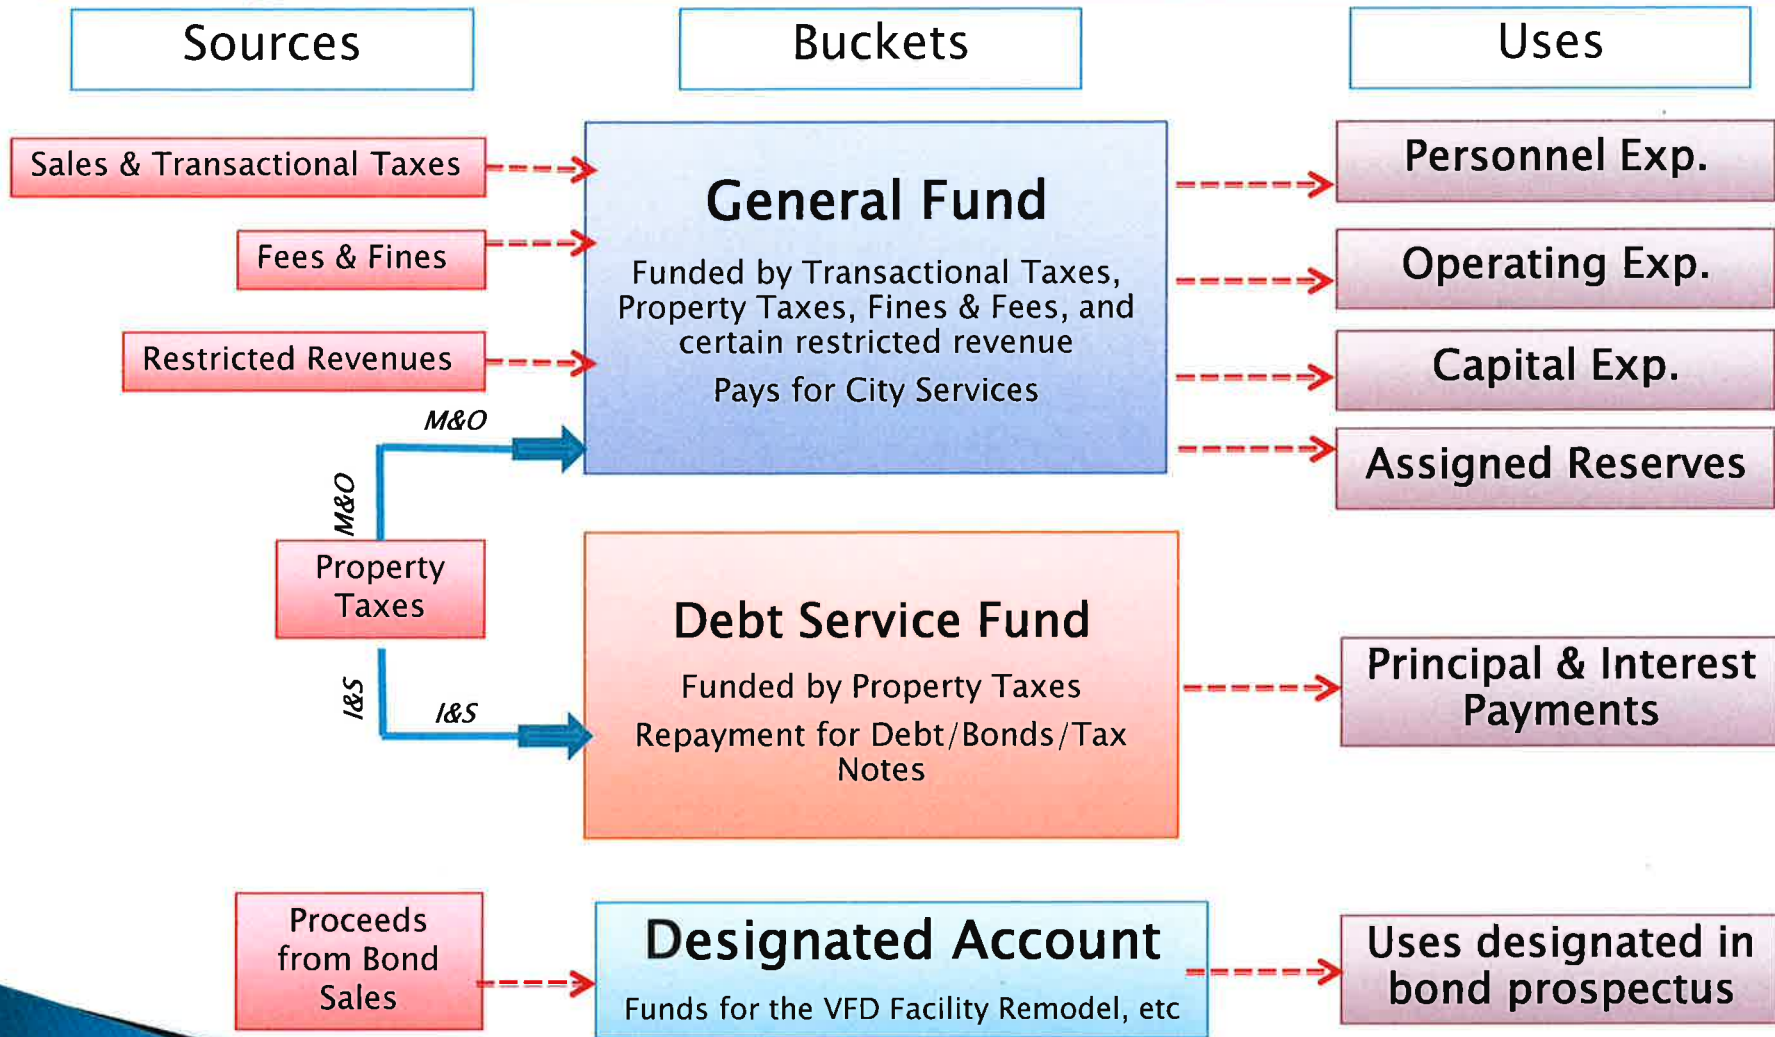 Sources
Buckets
Uses
Sales & Transactional Taxes
Fees & Fines
Restricted Revenues
M&O
M&O
Property
Taxes
I&S
I&S
General Fund
Funded by Transactional Taxes,
Property Taxes, Fines & Fees, and
certain restricted revenue
Pays for City Services
Personnel Exp.
Operating Exp.
Capital Exp.
Assigned Reserves
Debt Service Fund
Funded by Property Taxes
Repayment for Debt/Bonds/Tax
Notes
Principal & Interest
Payments
Proceeds
from Bond
Sales
Designated Account
Funds for the VFD Facility Remodel, etc
Uses designated in
bond prospectus